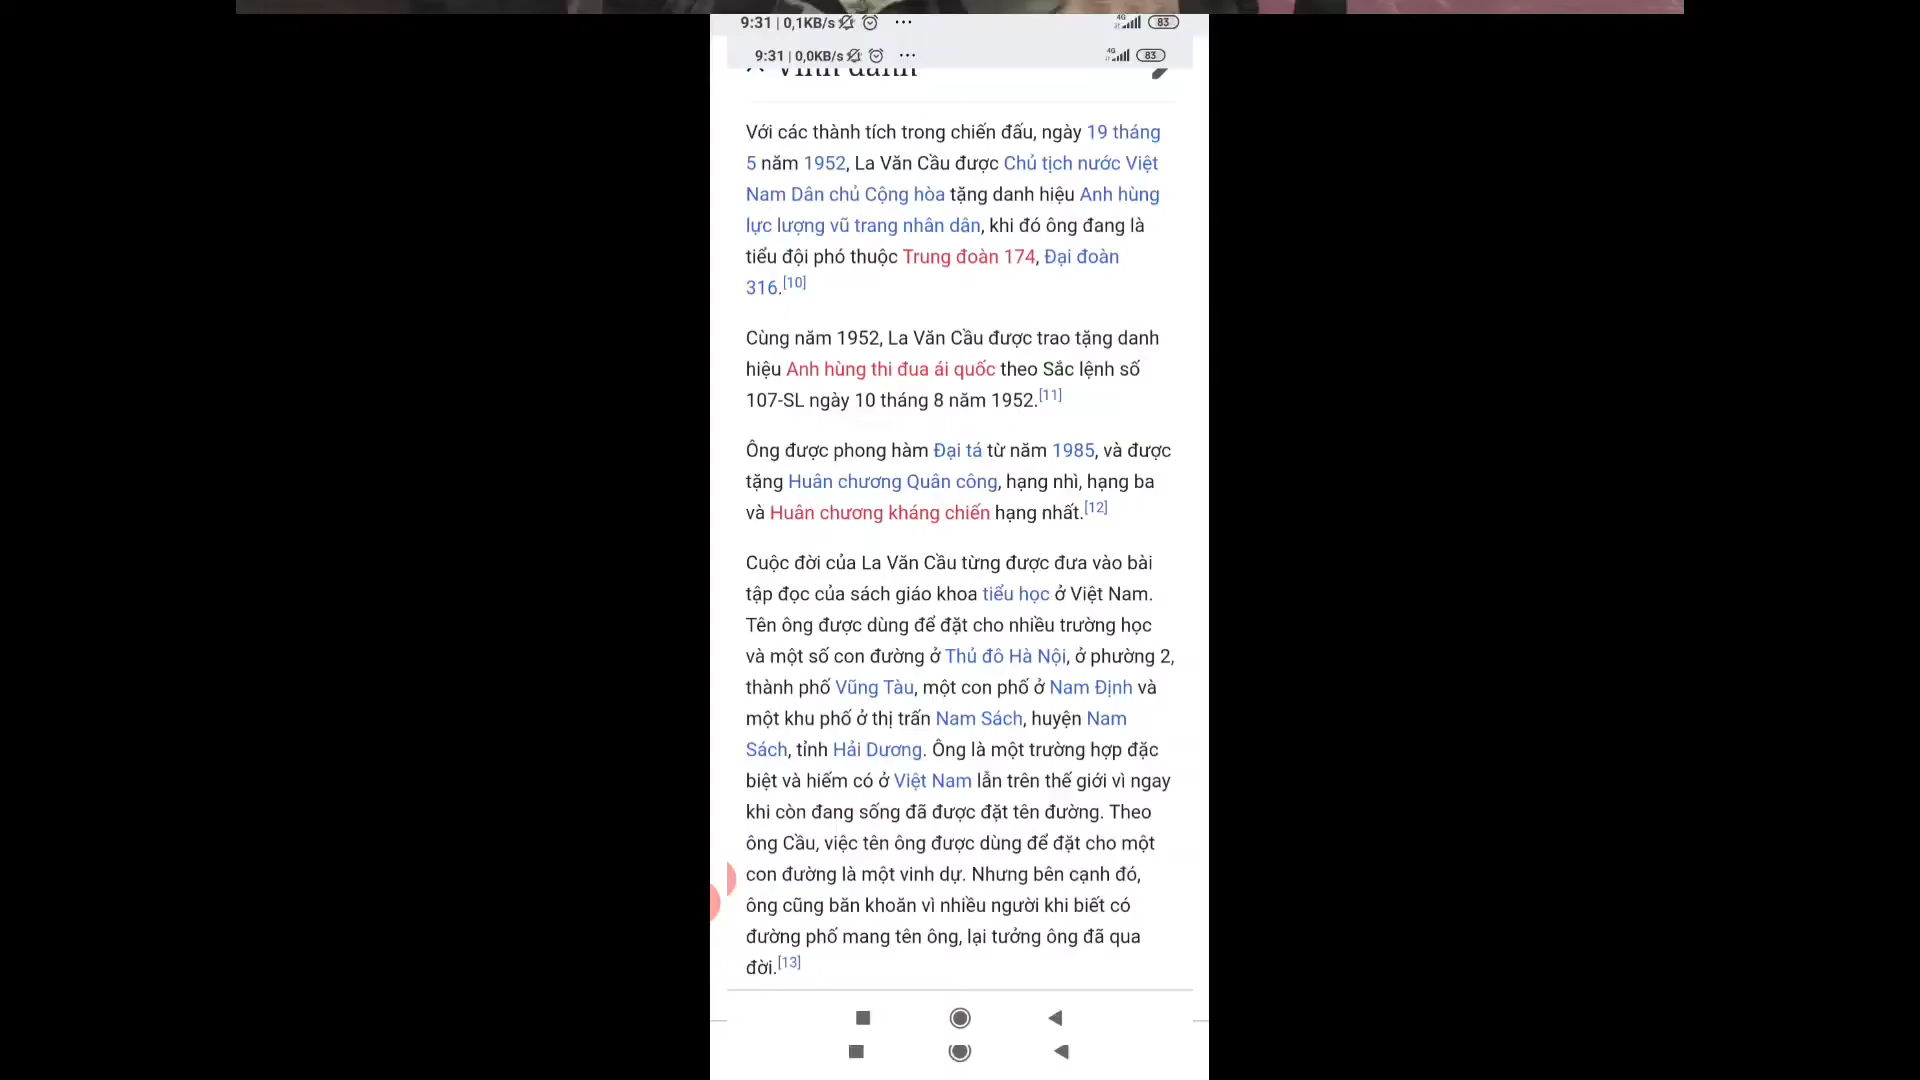 9:31 | 0,1KB/s ··· 4G 83
9:31 | 0,0KB/s ··· 4G 83
Vinh danh
Với các thành tích trong chiến đấu, ngày 19 tháng
5 năm 1952, La Văn Cầu được Chủ tịch nước Việt
Nam Dân chủ Cộng hòa tặng danh hiệu Anh hùng
lực lượng vũ trang nhân dân, khi đó ông đang là
tiểu đội phó thuộc Trung đoàn 174, Đại đoàn
316.[10]
Cùng năm 1952, La Văn Cầu được trao tặng danh
hiệu Anh hùng thi đua ái quốc theo Sắc lệnh số
107-SL ngày 10 tháng 8 năm 1952.[11]
Ông được phong hàm Đại tá từ năm 1985, và được
tặng Huân chương Quân công, hạng nhì, hạng ba
và Huân chương kháng chiến hạng nhất.[12]
Cuộc đời của La Văn Cầu từng được đưa vào bài
tập đọc của sách giáo khoa tiểu học ở Việt Nam.
Tên ông được dùng để đặt cho nhiều trường học
và một số con đường ở Thủ đô Hà Nội, ở phường 2,
thành phố Vũng Tàu, một con phố ở Nam Định và
một khu phố ở thị trấn Nam Sách, huyện Nam
Sách, tỉnh Hải Dương. Ông là một trường hợp đặc
biệt và hiếm có ở Việt Nam lẫn trên thế giới vì ngay
khi còn đang sống đã được đặt tên đường. Theo
ông Cầu, việc tên ông được dùng để đặt cho một
con đường là một vinh dự. Nhưng bên cạnh đó,
ông cũng băn khoăn vì nhiều người khi biết có
đường phố mang tên ông, lại tưởng ông đã qua
đời.[13]